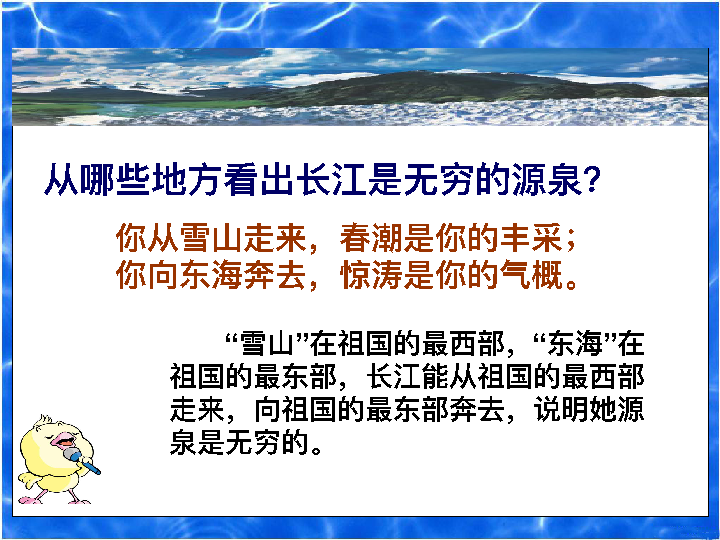 从哪些地方看出长江是无穷的源泉?
你从雪山走来，春潮是你的丰采；
你向东海奔去，惊涛是你的气概。
“雪山”在祖国的最西部，“东海”在
祖国的最东部，长江能从祖国的最西部
走来，向祖国的最东部奔去，说明她源
泉是无穷的。